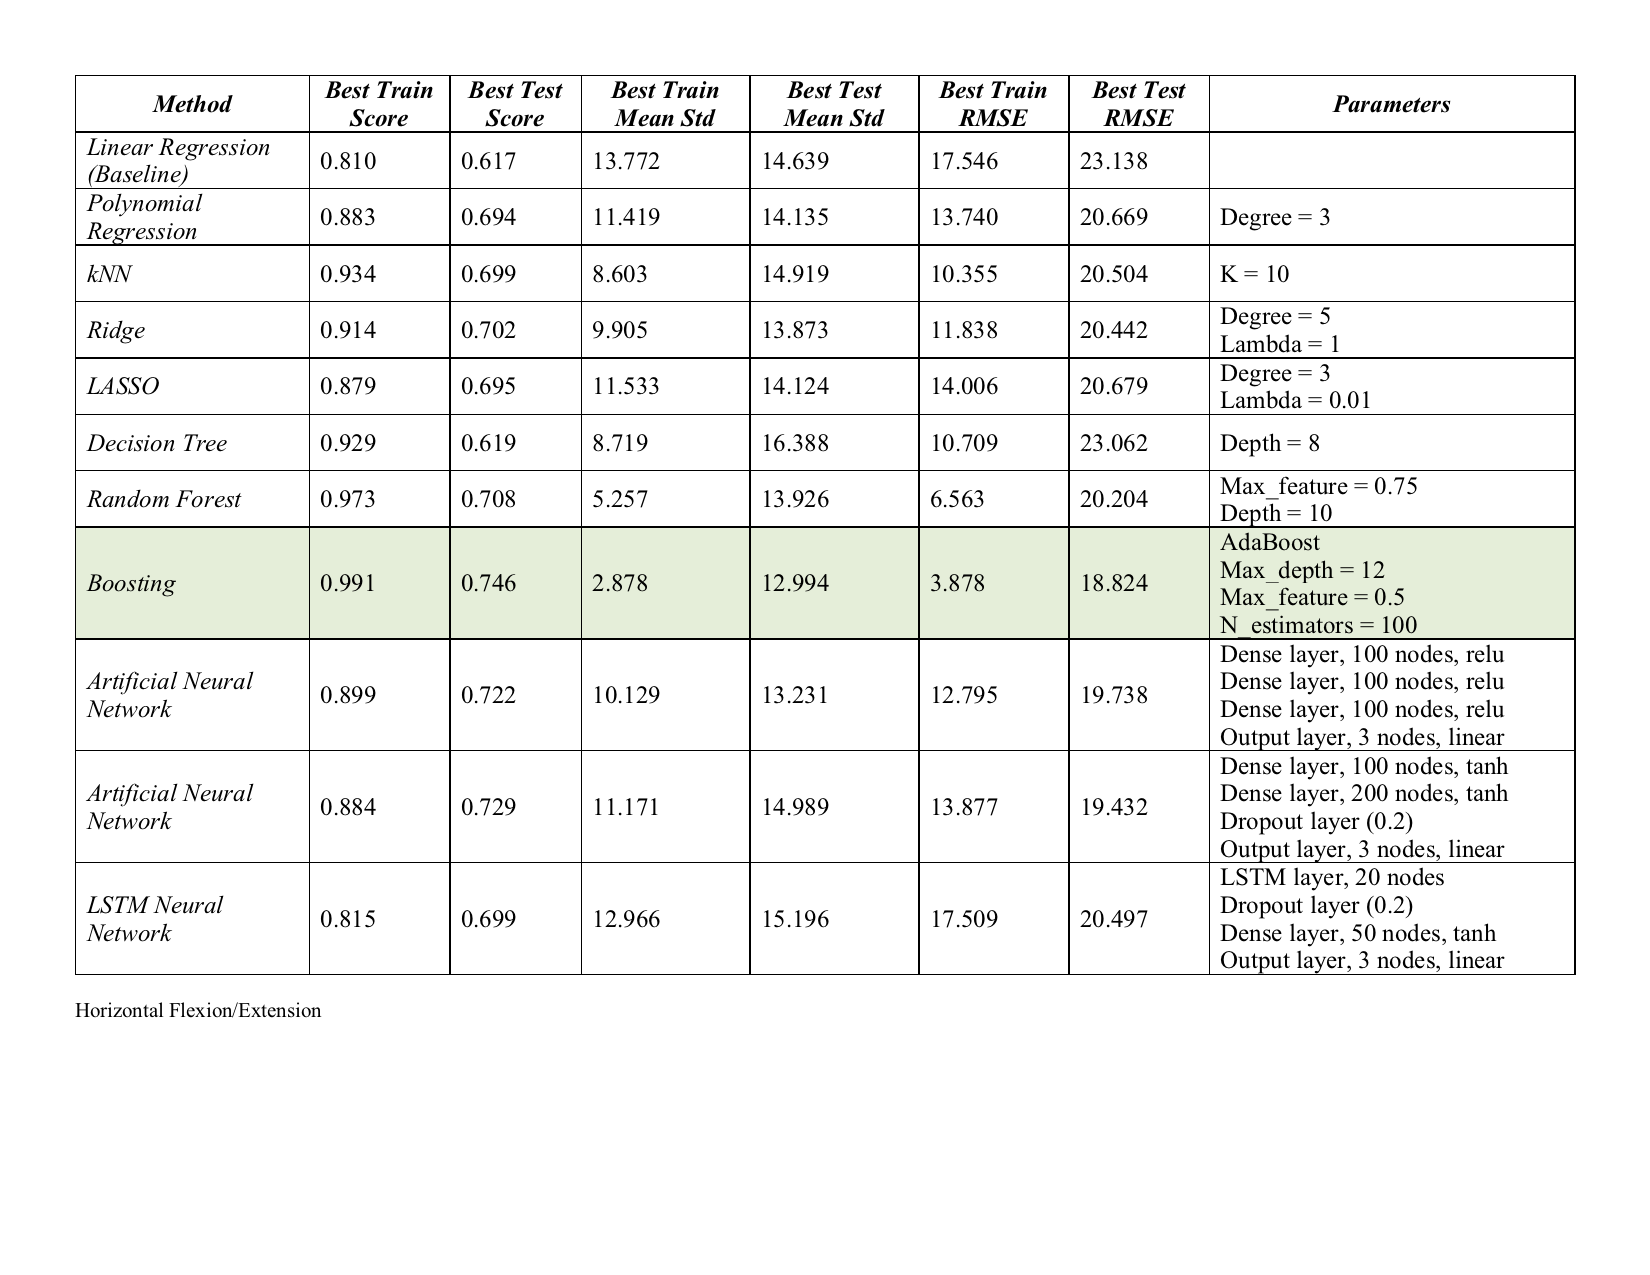 Method Best Train Score Best Test Score Best Train Mean Std Best Test Mean Std Best Train RMSE Best Test RMSE Parameters
Linear Regression (Baseline) 0.810 0.617 13.772 14.639 17.546 23.138
Polynomial Regression 0.883 0.694 11.419 14.135 13.740 20.669 Degree = 3
kNN 0.934 0.699 8.603 14.919 10.355 20.504 K = 10
Ridge 0.914 0.702 9.905 13.873 11.838 20.442 Degree = 5
Lambda = 1
LASSO 0.879 0.695 11.533 14.124 14.006 20.679 Degree = 3
Lambda = 0.01
Decision Tree 0.929 0.619 8.719 16.388 10.709 23.062 Depth = 8
Random Forest 0.973 0.708 5.257 13.926 6.563 20.204 Max_feature = 0.75
Depth = 10
Boosting 0.991 0.746 2.878 12.994 3.878 18.824 AdaBoost
Max_depth = 12
Max_feature = 0.5
N_estimators = 100
Artificial Neural Network 0.899 0.722 10.129 13.231 12.795 19.738 Dense layer, 100 nodes, relu
Dense layer, 100 nodes, relu
Dense layer, 100 nodes, relu
Output layer, 3 nodes, linear
Artificial Neural Network 0.884 0.729 11.171 14.989 13.877 19.432 Dense layer, 100 nodes, tanh
Dense layer, 200 nodes, tanh
Dropout layer (0.2)
Output layer, 3 nodes, linear
LSTM Neural Network 0.815 0.699 12.966 15.196 17.509 20.497 LSTM layer, 20 nodes
Dropout layer (0.2)
Dense layer, 50 nodes, tanh
Output layer, 3 nodes, linear
Horizontal Flexion/Extension